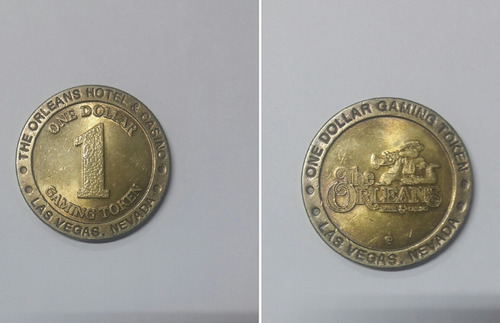 THE ORLEANS HOTEL & CASINO
ONE DOLLAR
1
GAMING TOKEN
LAS VEGAS, NEVADA
ONE DOLLAR GAMING TOKEN
the
ORLEANS
LAS VEGAS, NEVADA